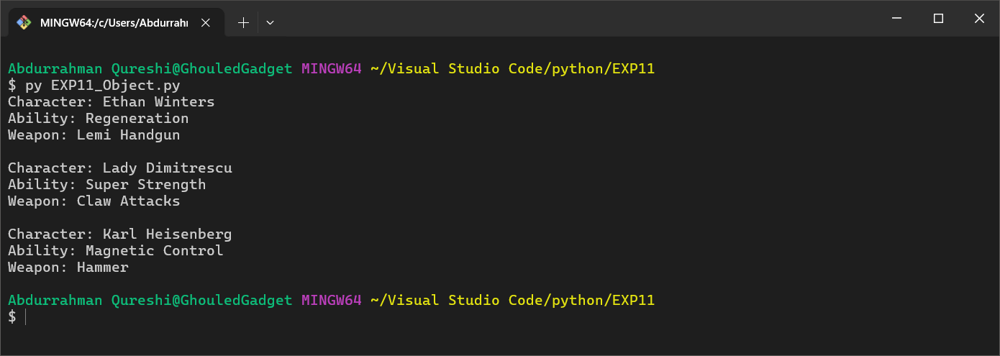 MINGW64:/c/Users/Abdurrahı
Abdurrahman Qureshi@GhouledGadget MINGW64 ~/Visual Studio Code/python/EXP11
$ py EXP11_Object.py
Character: Ethan Winters
Ability: Regeneration
Weapon: Lemi Handgun
Character: Lady Dimitrescu
Ability: Super Strength
Weapon: Claw Attacks
Character: Karl Heisenberg
Ability: Magnetic Control
Weapon: Hammer
Abdurrahman Qureshi@GhouledGadget MINGW64 ~/Visual Studio Code/python/EXP11
$